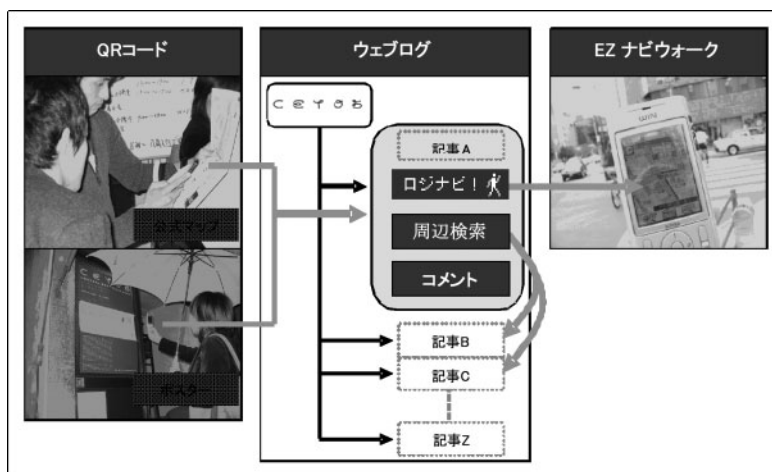 QRコード
公式マップ
ポスター
ウェブログ
C E T 0 5
記事A
ロジナビ！
周辺検索
コメント
記事B
記事C
記事Z
EZ ナビウォーク